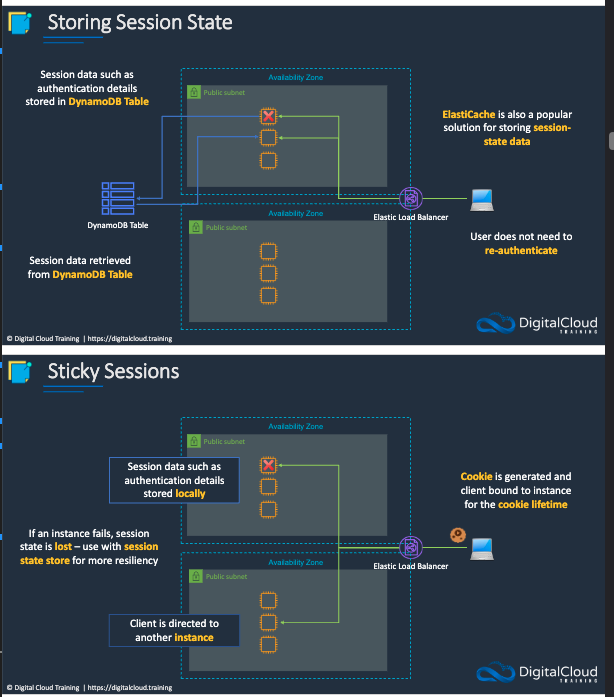 Storing Session State
Session data such as
authentication details
stored in DynamoDB Table
Availability Zone
Public subnet
ElastiCache is also a popular
solution for storing session-
state data
DynamoDB Table
Elastic Load Balancer
Availability Zone
Public subnet
User does not need to
re-authenticate
Session data retrieved
from DynamoDB Table
DigitalCloud
TRAINING
© Digital Cloud Training | https://digitalcloud.training
Sticky Sessions
Availability Zone
Public subnet
Session data such as
authentication details
stored locally
Cookie is generated and
client bound to instance
for the cookie lifetime
If an instance fails, session
state is lost – use with session
state store for more resiliency
Elastic Load Balancer
Availability Zone
Public subnet
Client is directed to
another instance
DigitalCloud
TRAINING
© Digital Cloud Training | https://digitalcloud.training